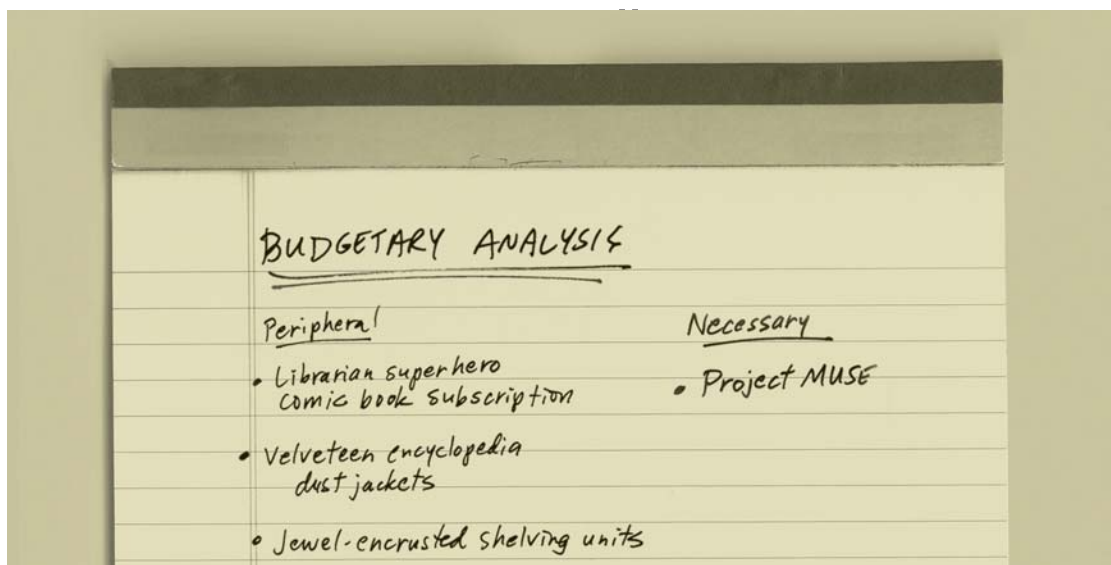 BUDGETARY ANALYSIS
Peripheral
• Librarian superhero
comic book subscription
• Velveteen encyclopedia
dust jackets
• Jewel-encrusted shelving units
Necessary
• Project MUSE